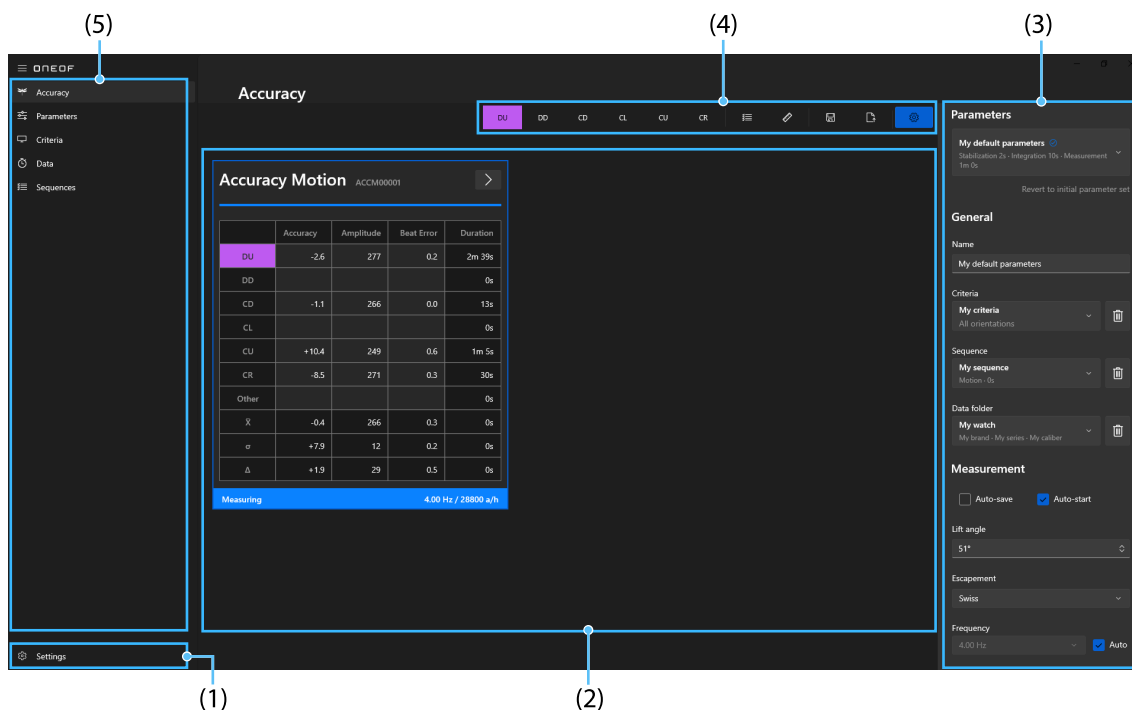 (5)
(4)
(3)
ONEOF
Accuracy
Parameters
Criteria
Data
Sequences
Settings
Accuracy
DU DD CD CL CU CR
Accuracy Motion ACCM00001
Accuracy Amplitude Beat Error Duration
DU -2.6 277 0.2 2m 39s
DD 0s
CD -1.1 266 0.0 13s
CL 0s
CU +10.4 249 0.6 1m 5s
CR -8.5 271 0.3 30s
Other 0s
X̄ -0.4 266 0.3 0s
σ +7.9 12 0.2 0s
Δ +1.9 29 0.5 0s
Measuring 4.00 Hz / 28800 a/h
Parameters
My default parameters
Stabilization 2s - Integration 10s - Measurement
1m 0s
Revert to initial parameter set
General
Name
My default parameters
Criteria
My criteria
All orientations
Sequence
My sequence
Motion - 0s
Data folder
My watch
My brand - My series - My caliber
Measurement
Auto-save Auto-start
Lift angle
51°
Escapement
Swiss
Frequency
4.00 Hz Auto
(1)
(2)